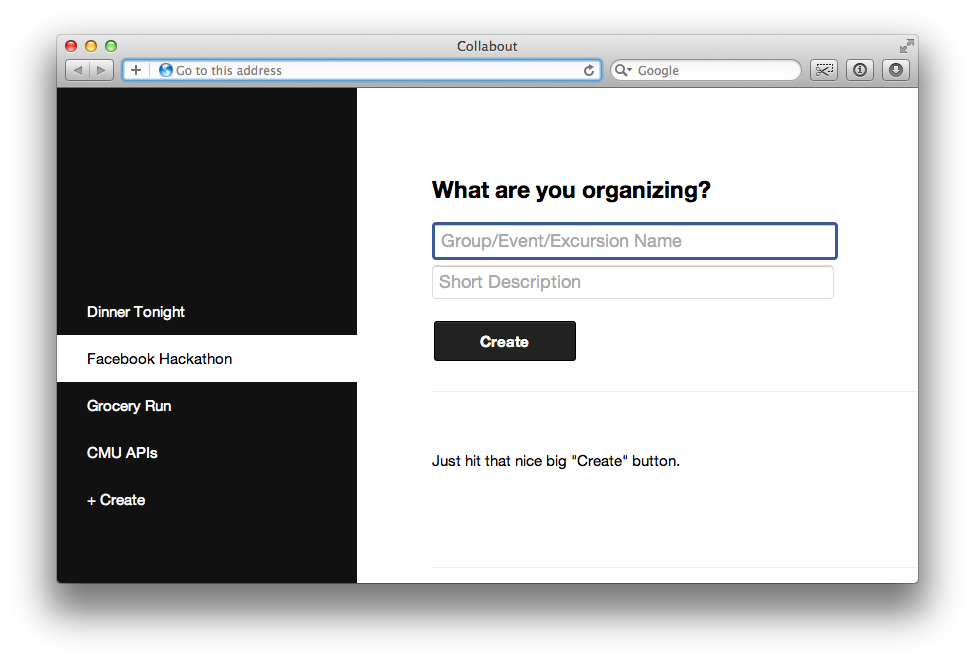 Collabout
Go to this address
Google
Dinner Tonight
Facebook Hackathon
Grocery Run
CMU APIs
+ Create
What are you organizing?
Group/Event/Excursion Name
Short Description
Create
Just hit that nice big "Create" button.